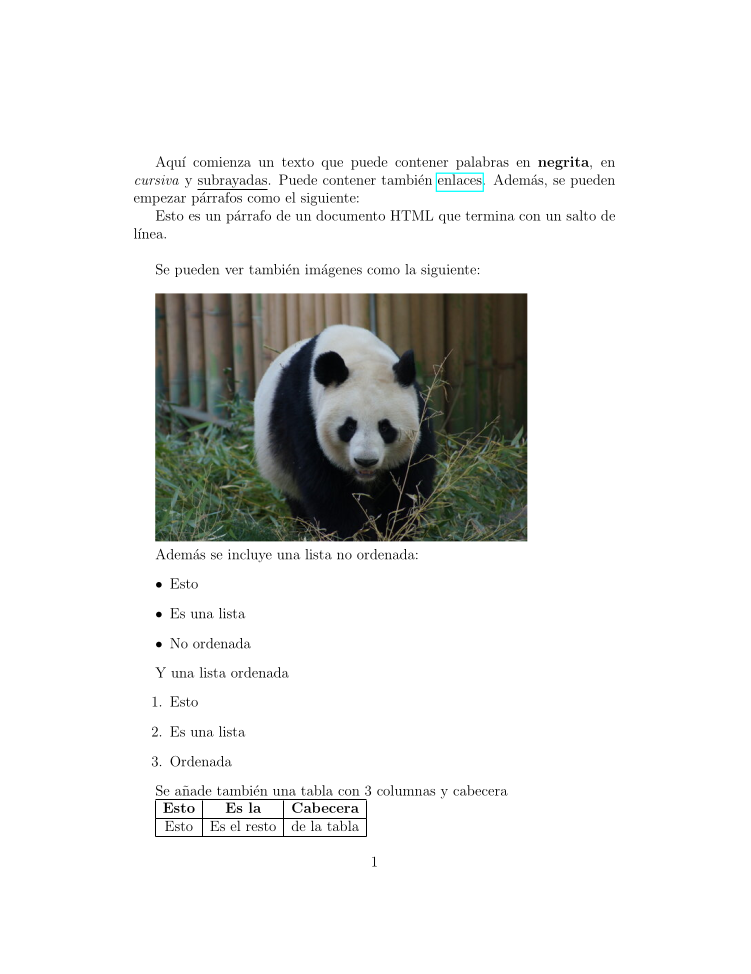 Aquí comienza un texto que puede contener palabras en negrita, en
cursiva y subrayadas. Puede contener también enlaces. Además, se pueden
empezar párrafos como el siguiente:
Esto es un párrafo de un documento HTML que termina con un salto de
línea.
Se pueden ver también imágenes como la siguiente:
Además se incluye una lista no ordenada:
• Esto
• Es una lista
• No ordenada
Y una lista ordenada
1. Esto
2. Es una lista
3. Ordenada
Se añade también una tabla con 3 columnas y cabecera
Esto Es la Cabecera
Esto Es el resto de la tabla
1